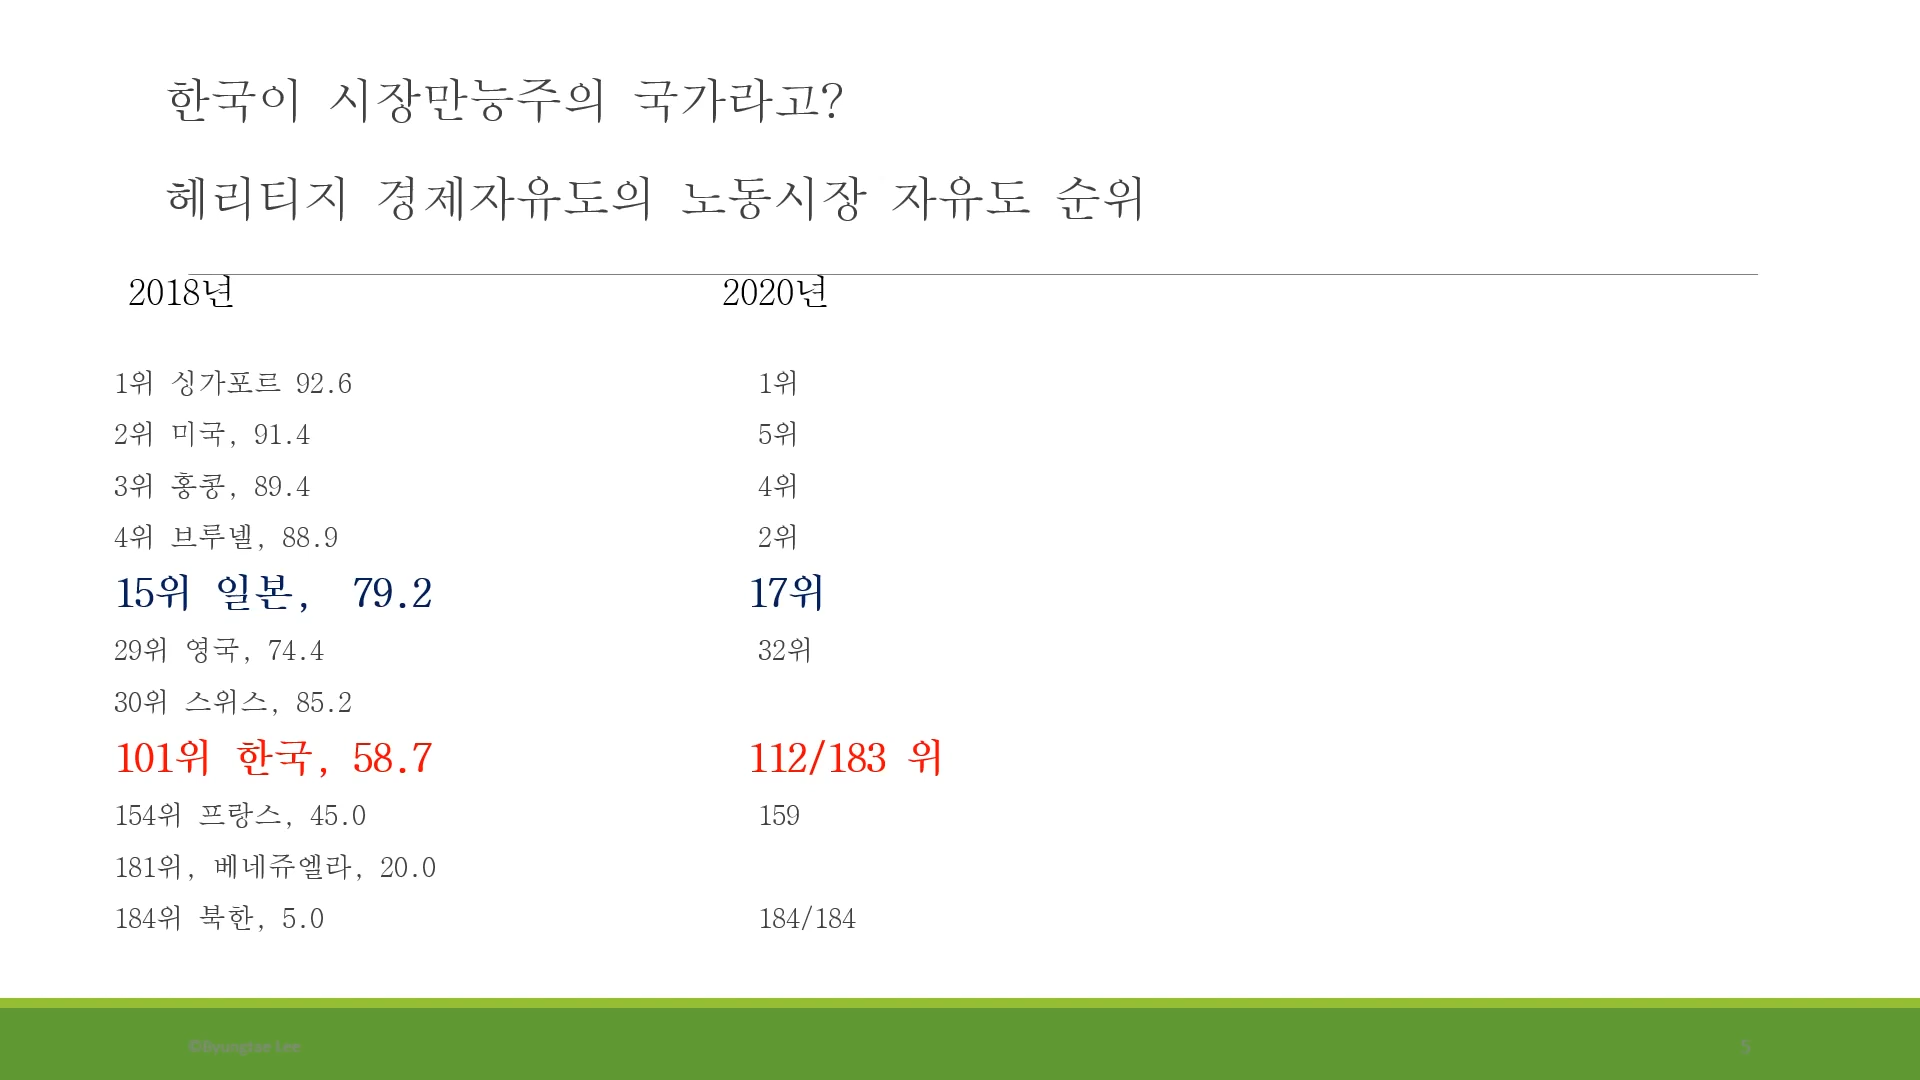 한국이 시장만능주의 국가라고?
헤리티지 경제자유도의 노동시장 자유도 순위
2018년 2020년
1위 싱가포르 92.6 1위
2위 미국, 91.4 5위
3위 홍콩, 89.4 4위
4위 브루넬, 88.9 2위
15위 일본, 79.2 17위
29위 영국, 74.4 32위
30위 스위스, 85.2
101위 한국, 58.7 112/183 위
154위 프랑스, 45.0 159
181위, 베네쥬엘라, 20.0
184위 북한, 5.0 184/184
©Byungtae Lee 5